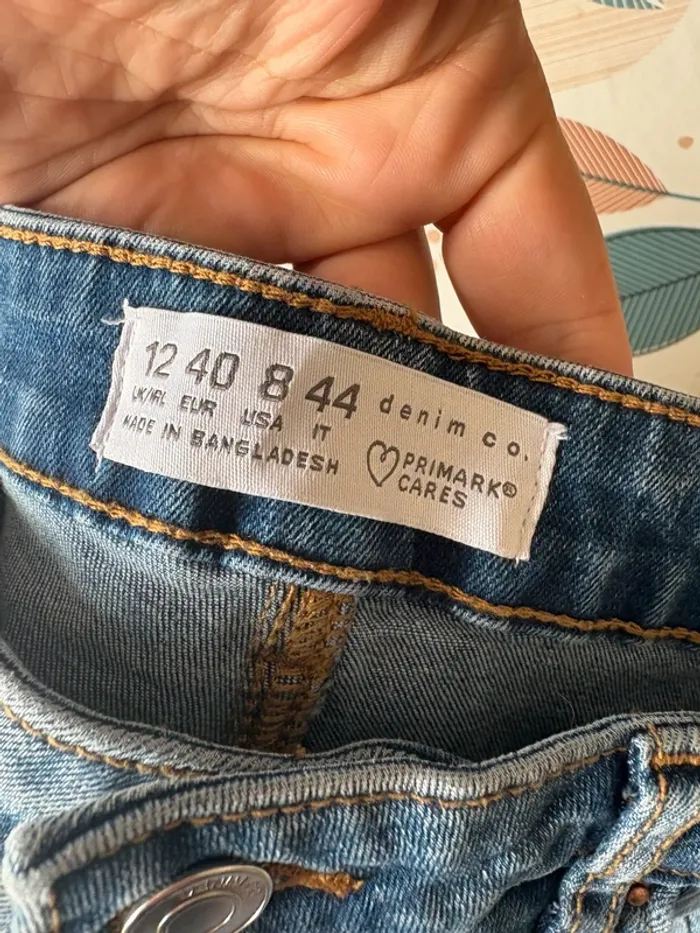 12 40 8 44 denim co.
UK/IRL EUR USA IT
MADE IN BANGLADESH
♡ PRIMARK®
CARES